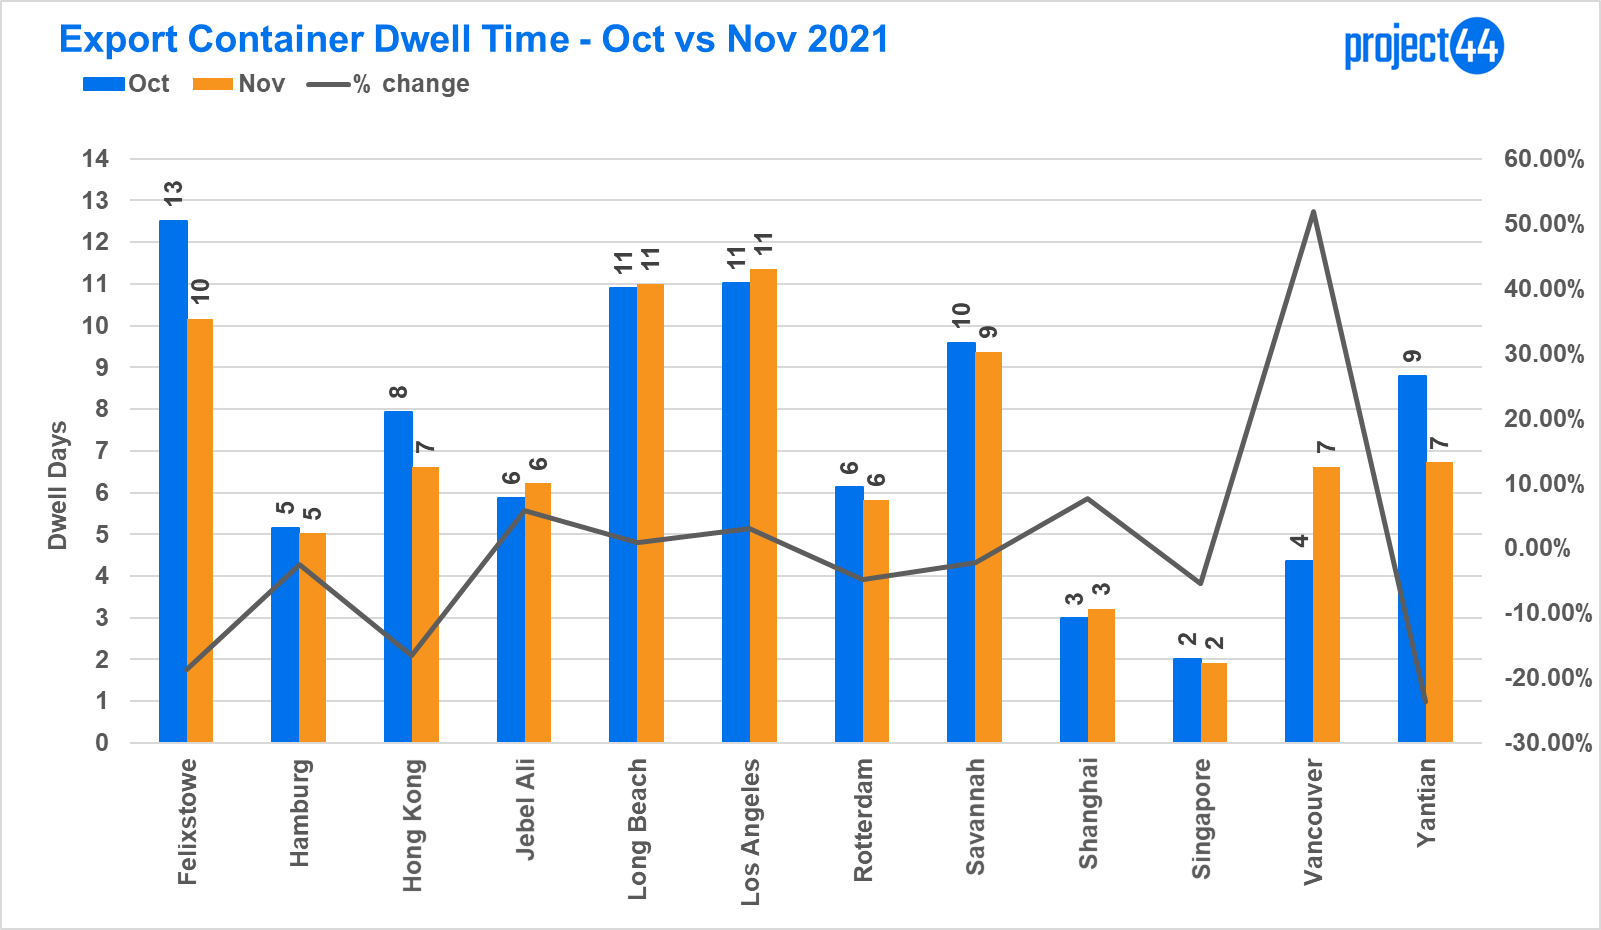 Export Container Dwell Time - Oct vs Nov 2021
project44
Oct Nov % change
14 60.00%
13 50.00%
12 40.00%
11 30.00%
10 20.00%
9 10.00%
8 0.00%
7 -10.00%
6 -20.00%
5 -30.00%
4
3
2
1
0
Dwell Days
13 10
5 5
8 7
6 6
11 11
11 11
6 6
10 9
3 3
2 2
4 7
9 7
Felixstowe
Hamburg
Hong Kong
Jebel Ali
Long Beach
Los Angeles
Rotterdam
Savannah
Shanghai
Singapore
Vancouver
Yantian